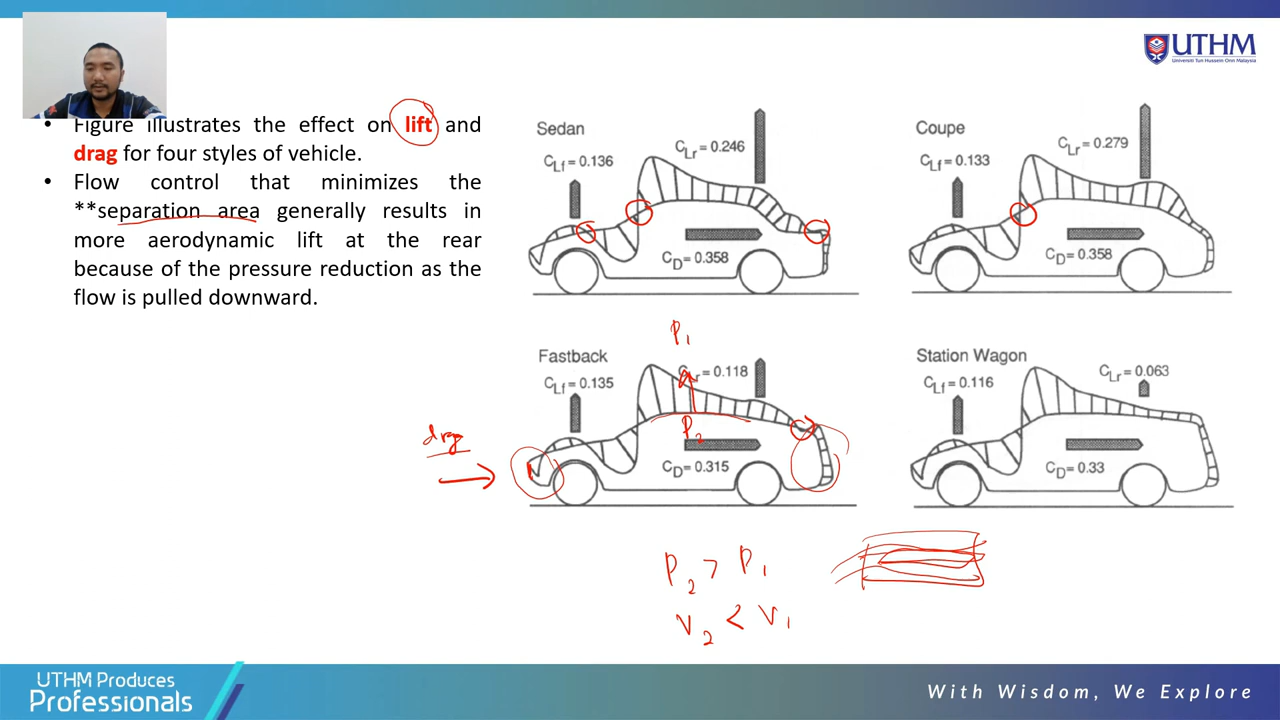 UTHM
Universiti Tun Hussein Onn Malaysia
• Figure illustrates the effect on lift and
drag for four styles of vehicle.
• Flow control that minimizes the
**separation area generally results in
more aerodynamic lift at the rear
because of the pressure reduction as the
flow is pulled downward.
Sedan
CLf = 0.136
CLr = 0.246
CD = 0.358
Coupe
CLf = 0.133
CLr = 0.279
CD = 0.358
Fastback
CLf = 0.135
P1
CLr = 0.118
P2
CD = 0.315
drag
Station Wagon
CLf = 0.116
CLr = 0.063
CD = 0.33
P2 > P1
V2 < V1
UTHM Produces
Professionals
With Wisdom, We Explore